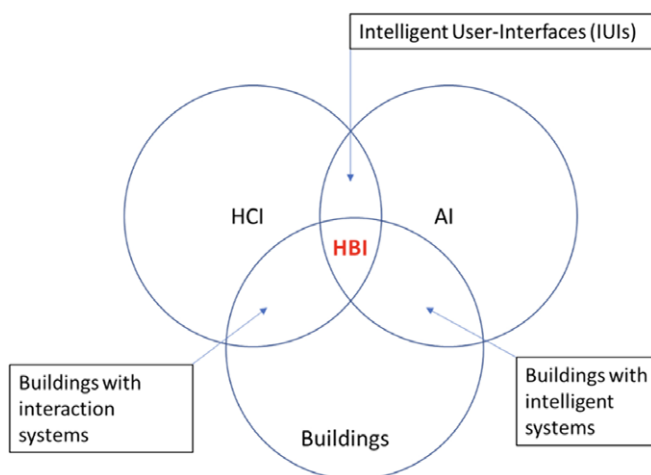 Intelligent User-Interfaces (IUIs)
HCI
AI
HBI
Buildings with
interaction
systems
Buildings with
intelligent
systems
Buildings